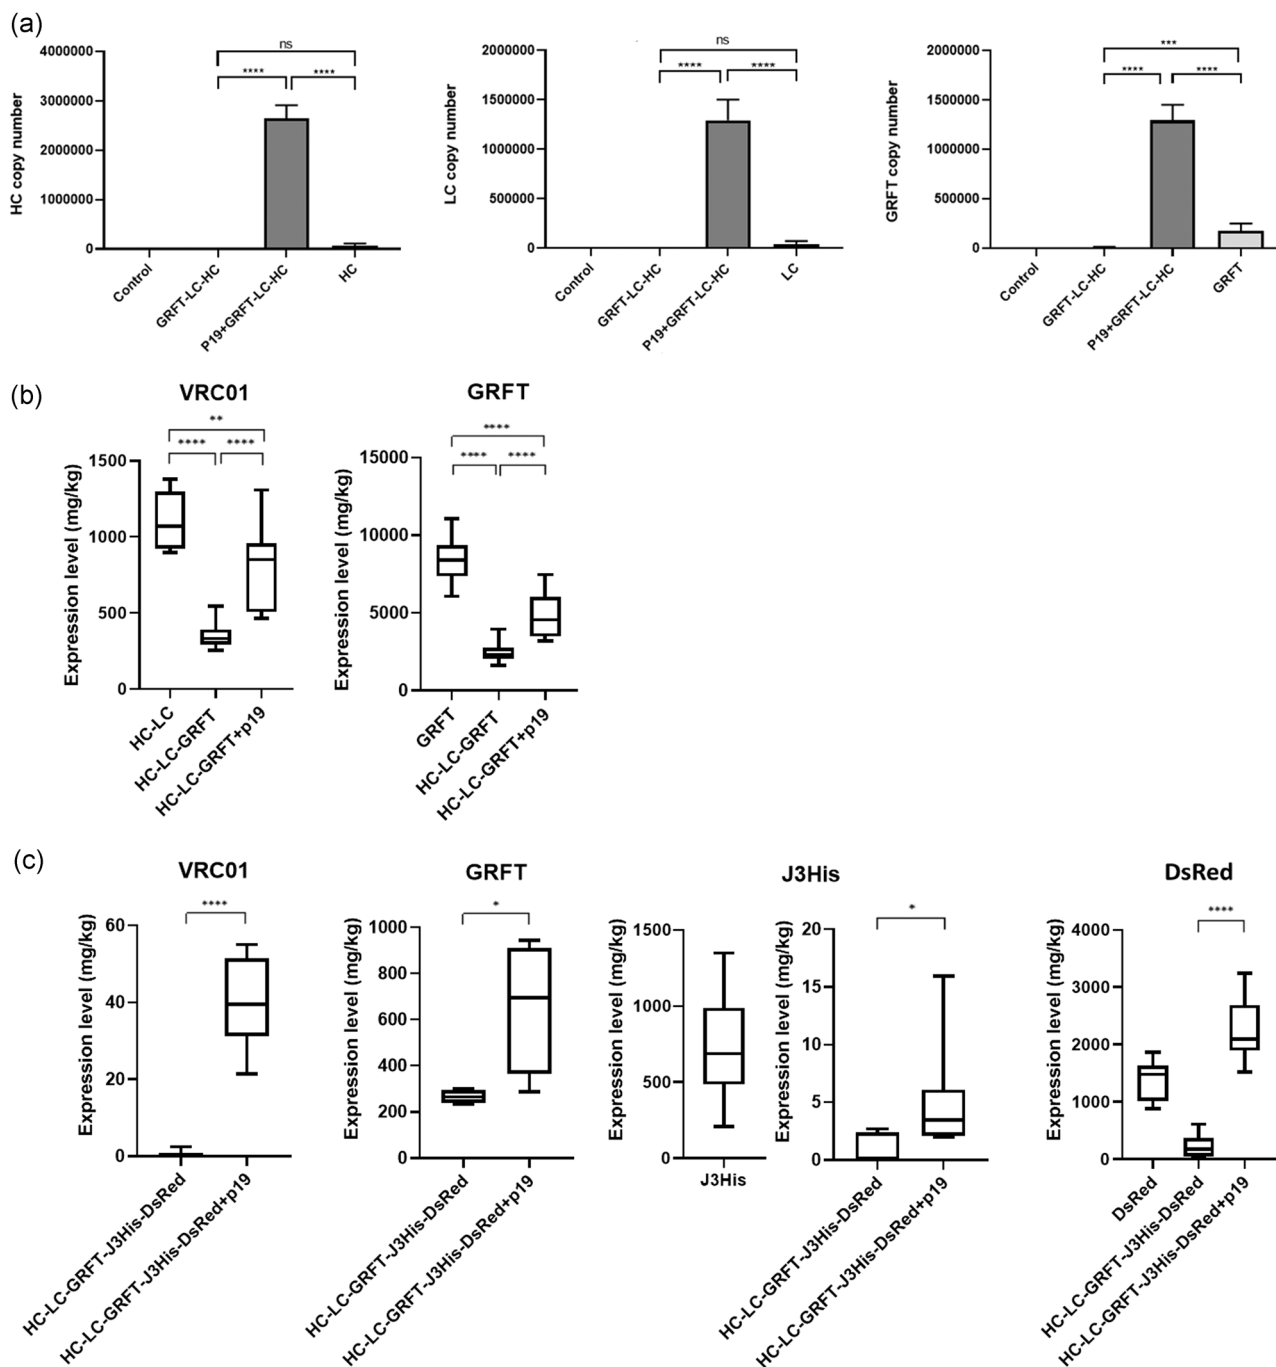 (a)
HC copy number
4000000
3000000
2000000
1000000
0
ns
**** ****
Control
GRFT-LC-HC
P19+GRFT-LC-HC
HC
LC copy number
2000000
1500000
1000000
500000
0
ns
**** ****
Control
GRFT-LC-HC
P19+GRFT-LC-HC
LC
GRFT copy number
2000000
1500000
1000000
500000
0
***
**** ****
Control
GRFT-LC-HC
P19+GRFT-LC-HC
GRFT
(b)
VRC01
Expression level (mg/kg)
1500
1000
500
0
**
**** ****
HC-LC
HC-LC-GRFT
HC-LC-GRFT+p19
GRFT
Expression level (mg/kg)
15000
10000
5000
0
****
**** ****
GRFT
HC-LC-GRFT
HC-LC-GRFT+p19
(c)
VRC01
Expression level (mg/kg)
60
40
20
0
****
HC-LC-GRFT-J3His-DsRed
HC-LC-GRFT-J3His-DsRed+p19
GRFT
Expression level (mg/kg)
1000
800
600
400
200
0
*
HC-LC-GRFT-J3His-DsRed
HC-LC-GRFT-J3His-DsRed+p19
J3His
Expression level (mg/kg)
1500
1000
500
0
J3His
Expression level (mg/kg)
20
15
10
5
0
*
HC-LC-GRFT-J3His-DsRed
HC-LC-GRFT-J3His-DsRed+p19
DsRed
Expression level (mg/kg)
4000
3000
2000
1000
0
****
DsRed
HC-LC-GRFT-J3His-DsRed
HC-LC-GRFT-J3His-DsRed+p19